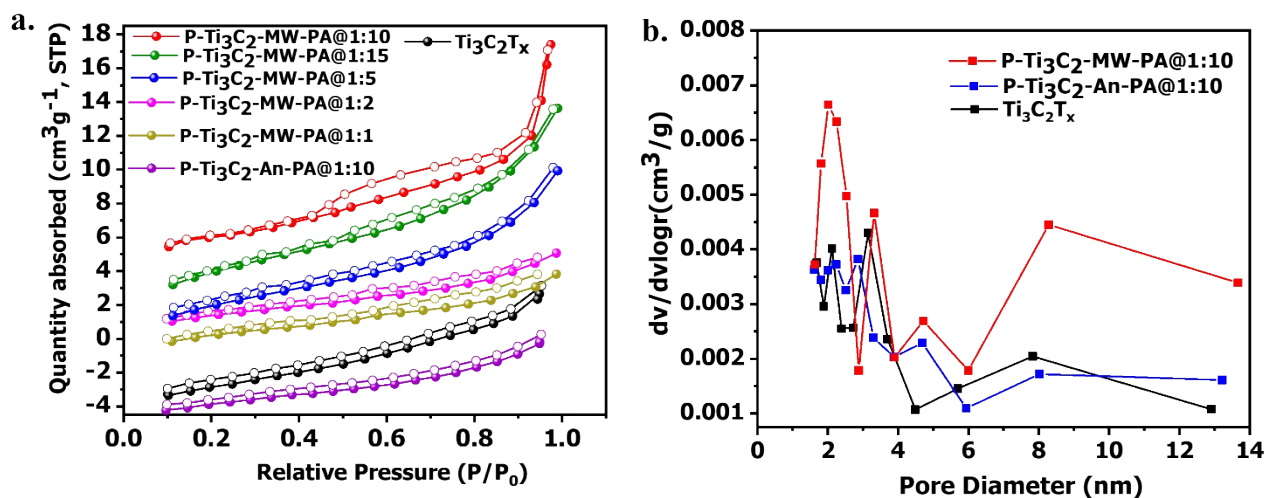 a.
P-Ti₃C₂-MW-PA@1:10
P-Ti₃C₂-MW-PA@1:15
P-Ti₃C₂-MW-PA@1:5
P-Ti₃C₂-MW-PA@1:2
P-Ti₃C₂-MW-PA@1:1
P-Ti₃C₂-An-PA@1:10
Ti₃C₂Tₓ
Quantity absorbed (cm³g⁻¹, STP)
18
16
14
12
10
8
6
4
2
0
-2
-4
0.0 0.2 0.4 0.6 0.8 1.0
Relative Pressure (P/P₀)
b.
P-Ti₃C₂-MW-PA@1:10
P-Ti₃C₂-An-PA@1:10
Ti₃C₂Tₓ
dv/dvlogr(cm³/g)
0.008
0.007
0.006
0.005
0.004
0.003
0.002
0.001
0 2 4 6 8 10 12 14
Pore Diameter (nm)